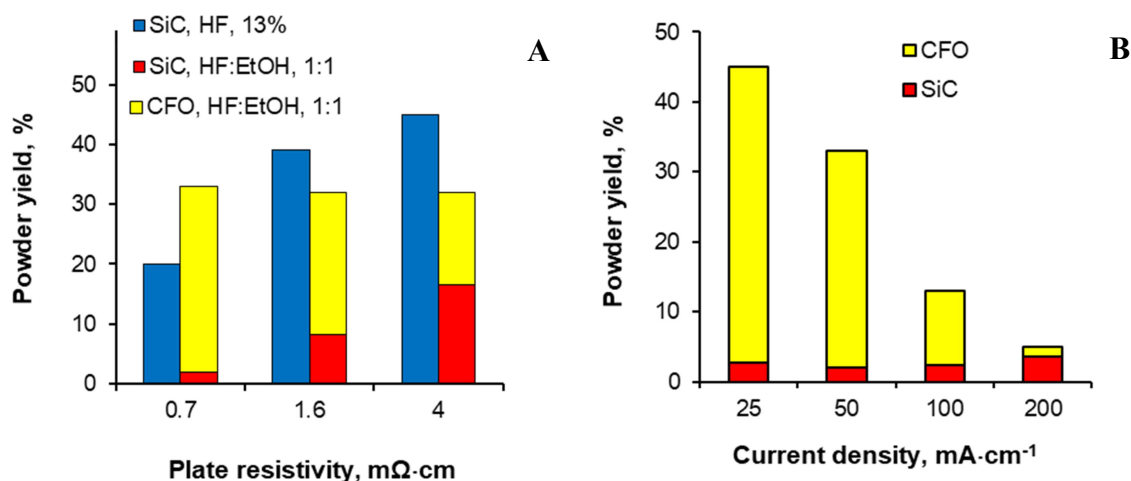 SiC, HF, 13%
SiC, HF:EtOH, 1:1
CFO, HF:EtOH, 1:1
A
Powder yield, %
50
40
30
20
10
0
0.7 1.6 4
Plate resistivity, mΩ·cm
B
CFO
SiC
Powder yield, %
50
40
30
20
10
0
25 50 100 200
Current density, mA·cm⁻¹